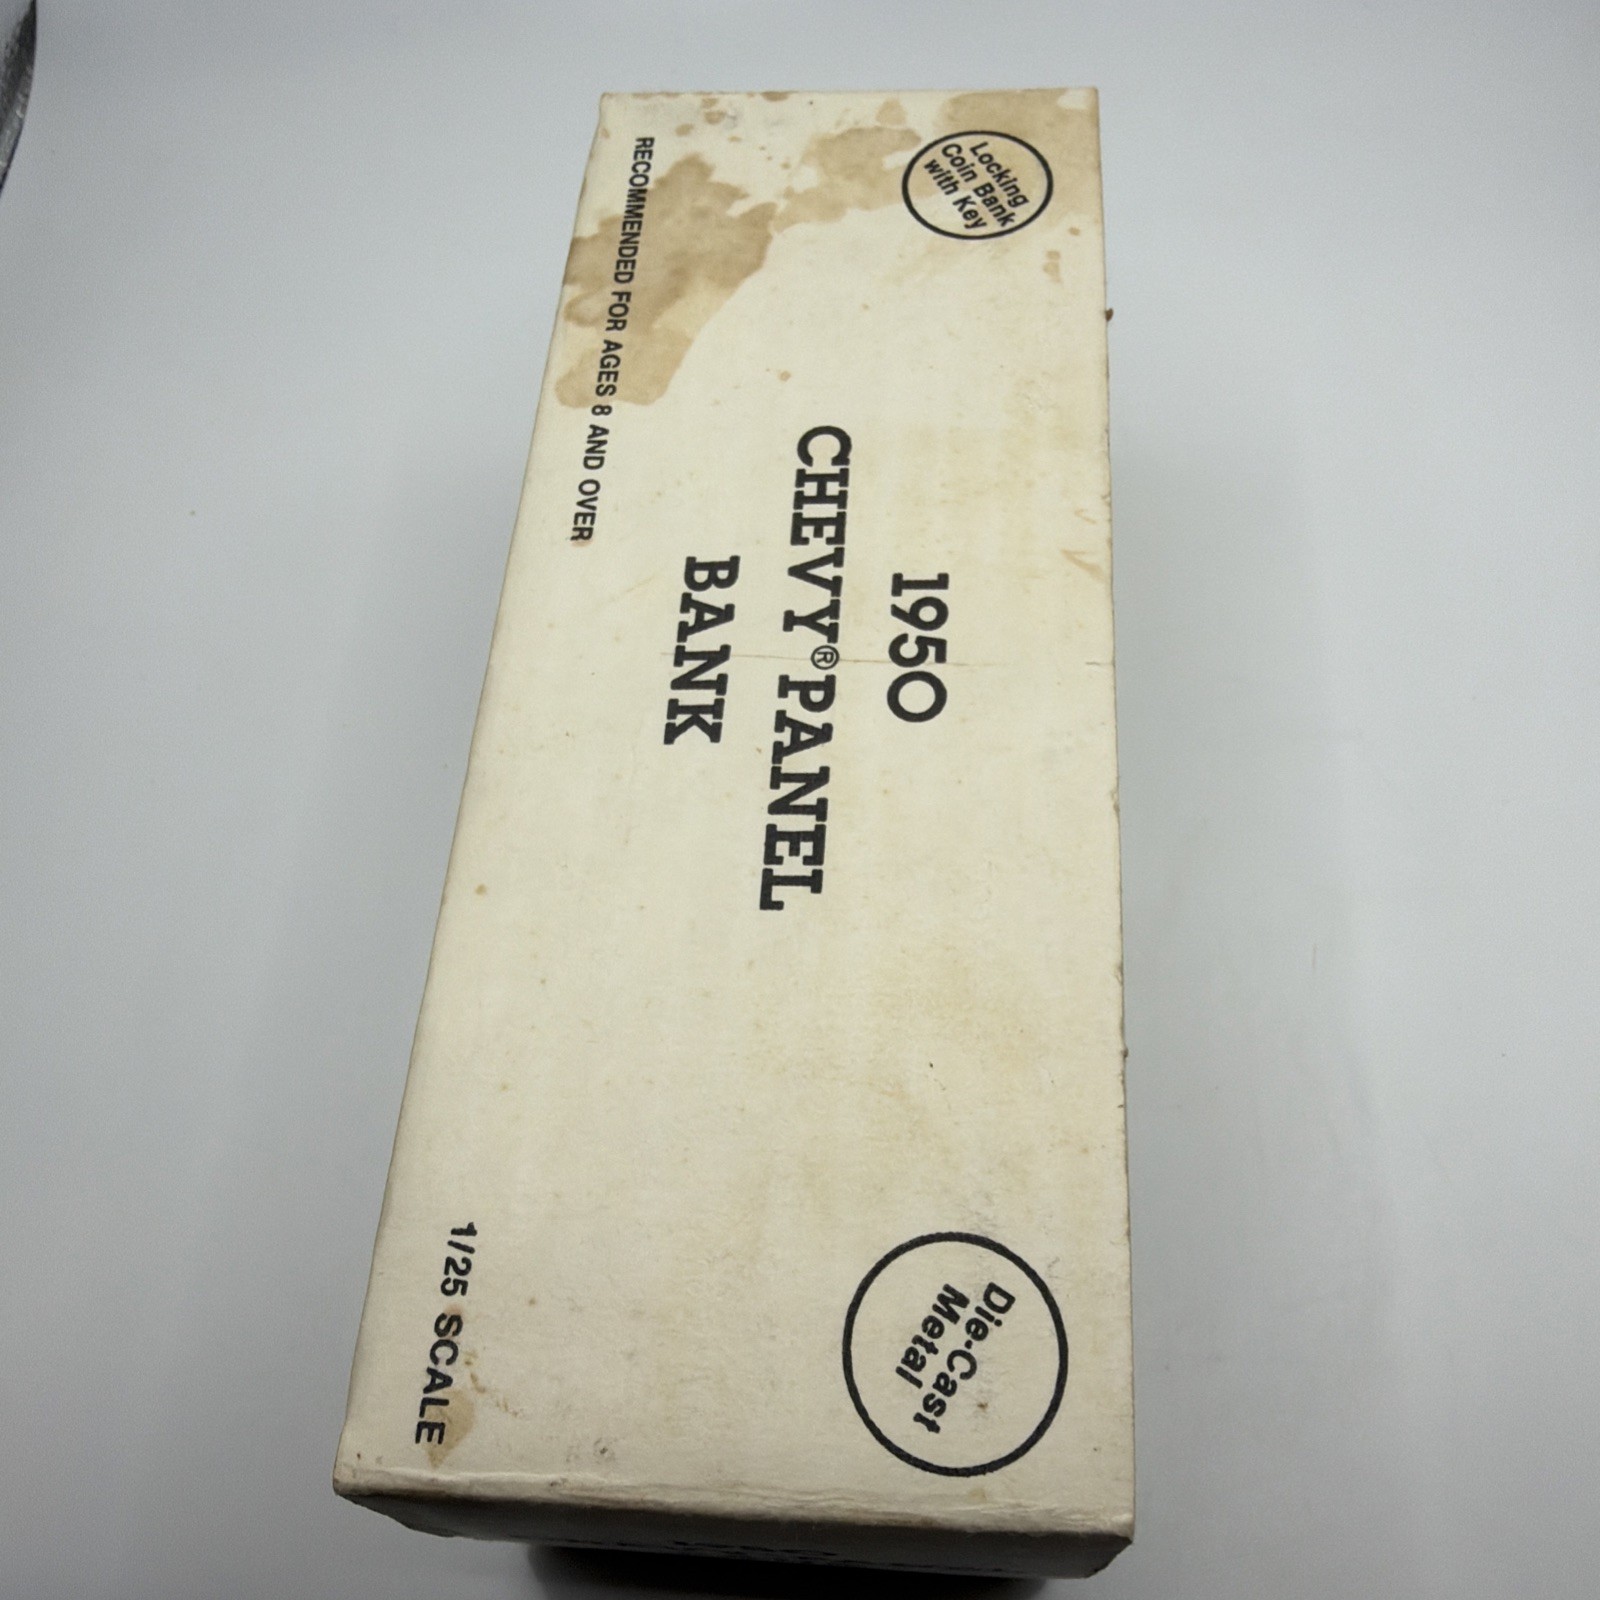 Locking
Coin Bank
with Key
1950
CHEVY® PANEL
BANK
RECOMMENDED FOR AGES 8 AND OVER
Die-Cast
Metal
1/25 SCALE